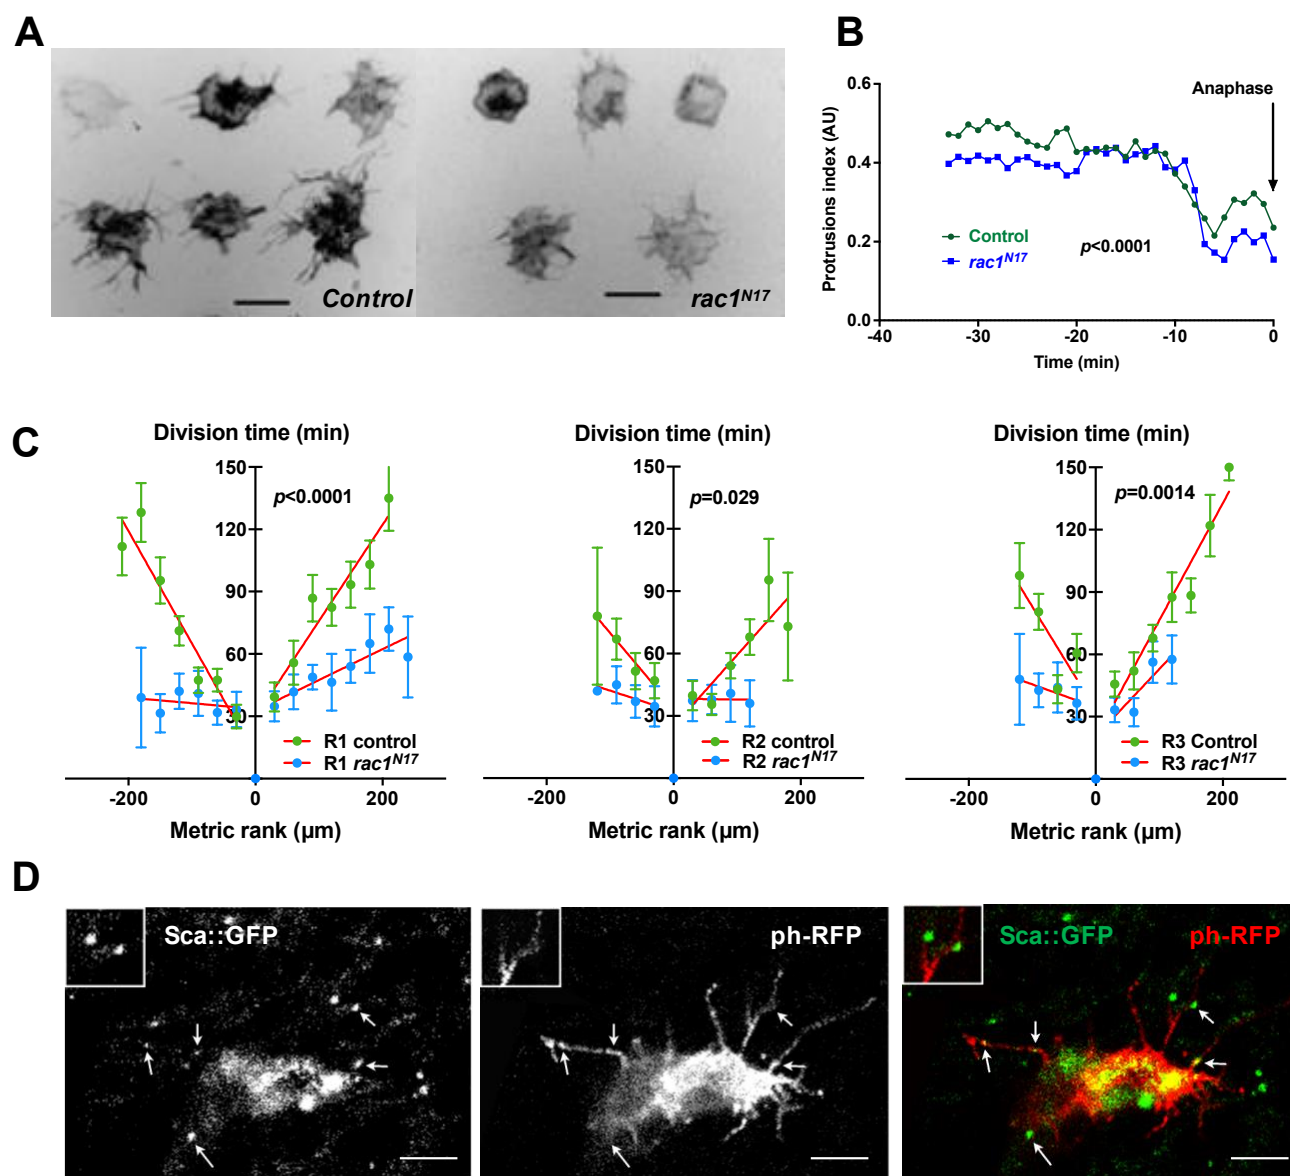 A
Control
rac1N17
B
Protrusions index (AU)
0.6
0.4
0.2
0.0
Anaphase
Control
rac1N17
p<0.0001
-40
-30
-20
-10
0
Time (min)
C
Division time (min)
150
120
90
60
30
p<0.0001
R1 control
R1 rac1N17
-200
0
200
Metric rank (µm)
Division time (min)
150
120
90
60
30
p=0.029
R2 control
R2 rac1N17
-200
0
200
Metric rank (µm)
Division time (min)
150
120
90
60
30
p=0.0014
R3 Control
R3 rac1N17
-200
0
200
Metric rank (µm)
D
Sca::GFP
ph-RFP
Sca::GFP
ph-RFP